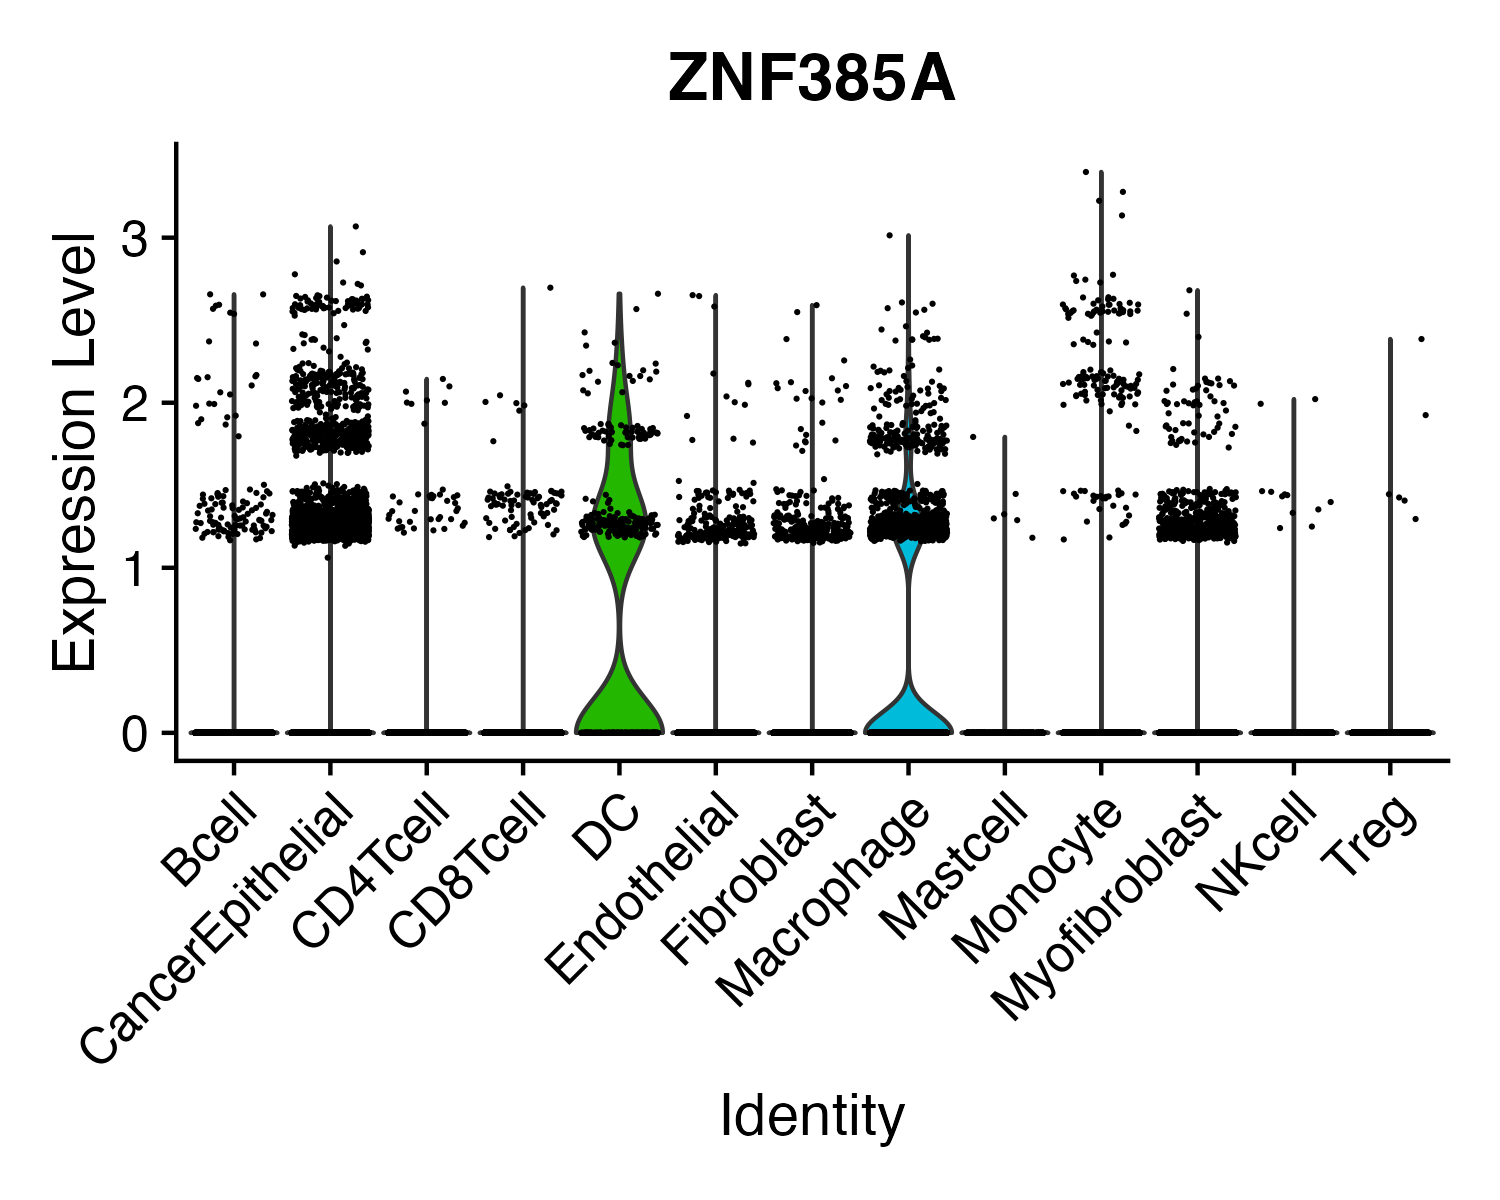 ZNF385A
Expression Level
3
2
1
0
Bcell
CancerEpithelial
CD4Tcell
CD8Tcell
DC
Endothelial
Fibroblast
Macrophage
Mastcell
Monocyte
Myofibroblast
NKcell
Treg
Identity